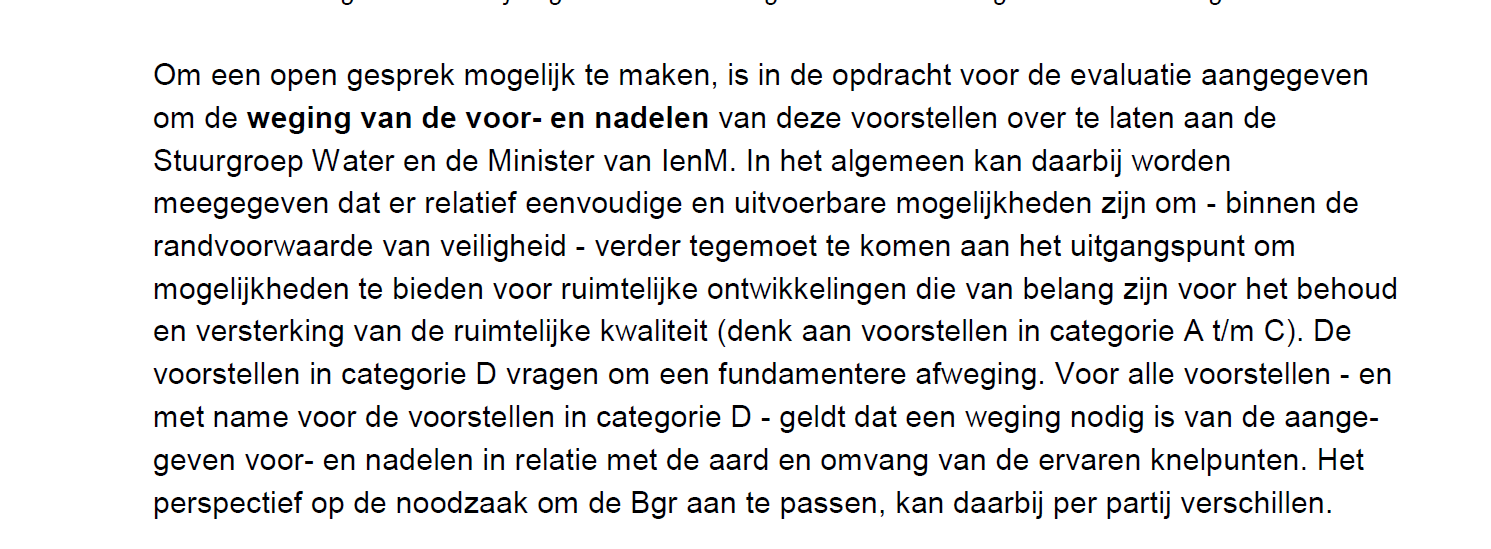 Om een open gesprek mogelijk te maken, is in de opdracht voor de evaluatie aangegeven
om de weging van de voor- en nadelen van deze voorstellen over te laten aan de
Stuurgroep Water en de Minister van IenM. In het algemeen kan daarbij worden
meegegeven dat er relatief eenvoudige en uitvoerbare mogelijkheden zijn om - binnen de
randvoorwaarde van veiligheid - verder tegemoet te komen aan het uitgangspunt om
mogelijkheden te bieden voor ruimtelijke ontwikkelingen die van belang zijn voor het behoud
en versterking van de ruimtelijke kwaliteit (denk aan voorstellen in categorie A t/m C). De
voorstellen in categorie D vragen om een fundamentere afweging. Voor alle voorstellen - en
met name voor de voorstellen in categorie D - geldt dat een weging nodig is van de aange-
geven voor- en nadelen in relatie met de aard en omvang van de ervaren knelpunten. Het
perspectief op de noodzaak om de Bgr aan te passen, kan daarbij per partij verschillen.